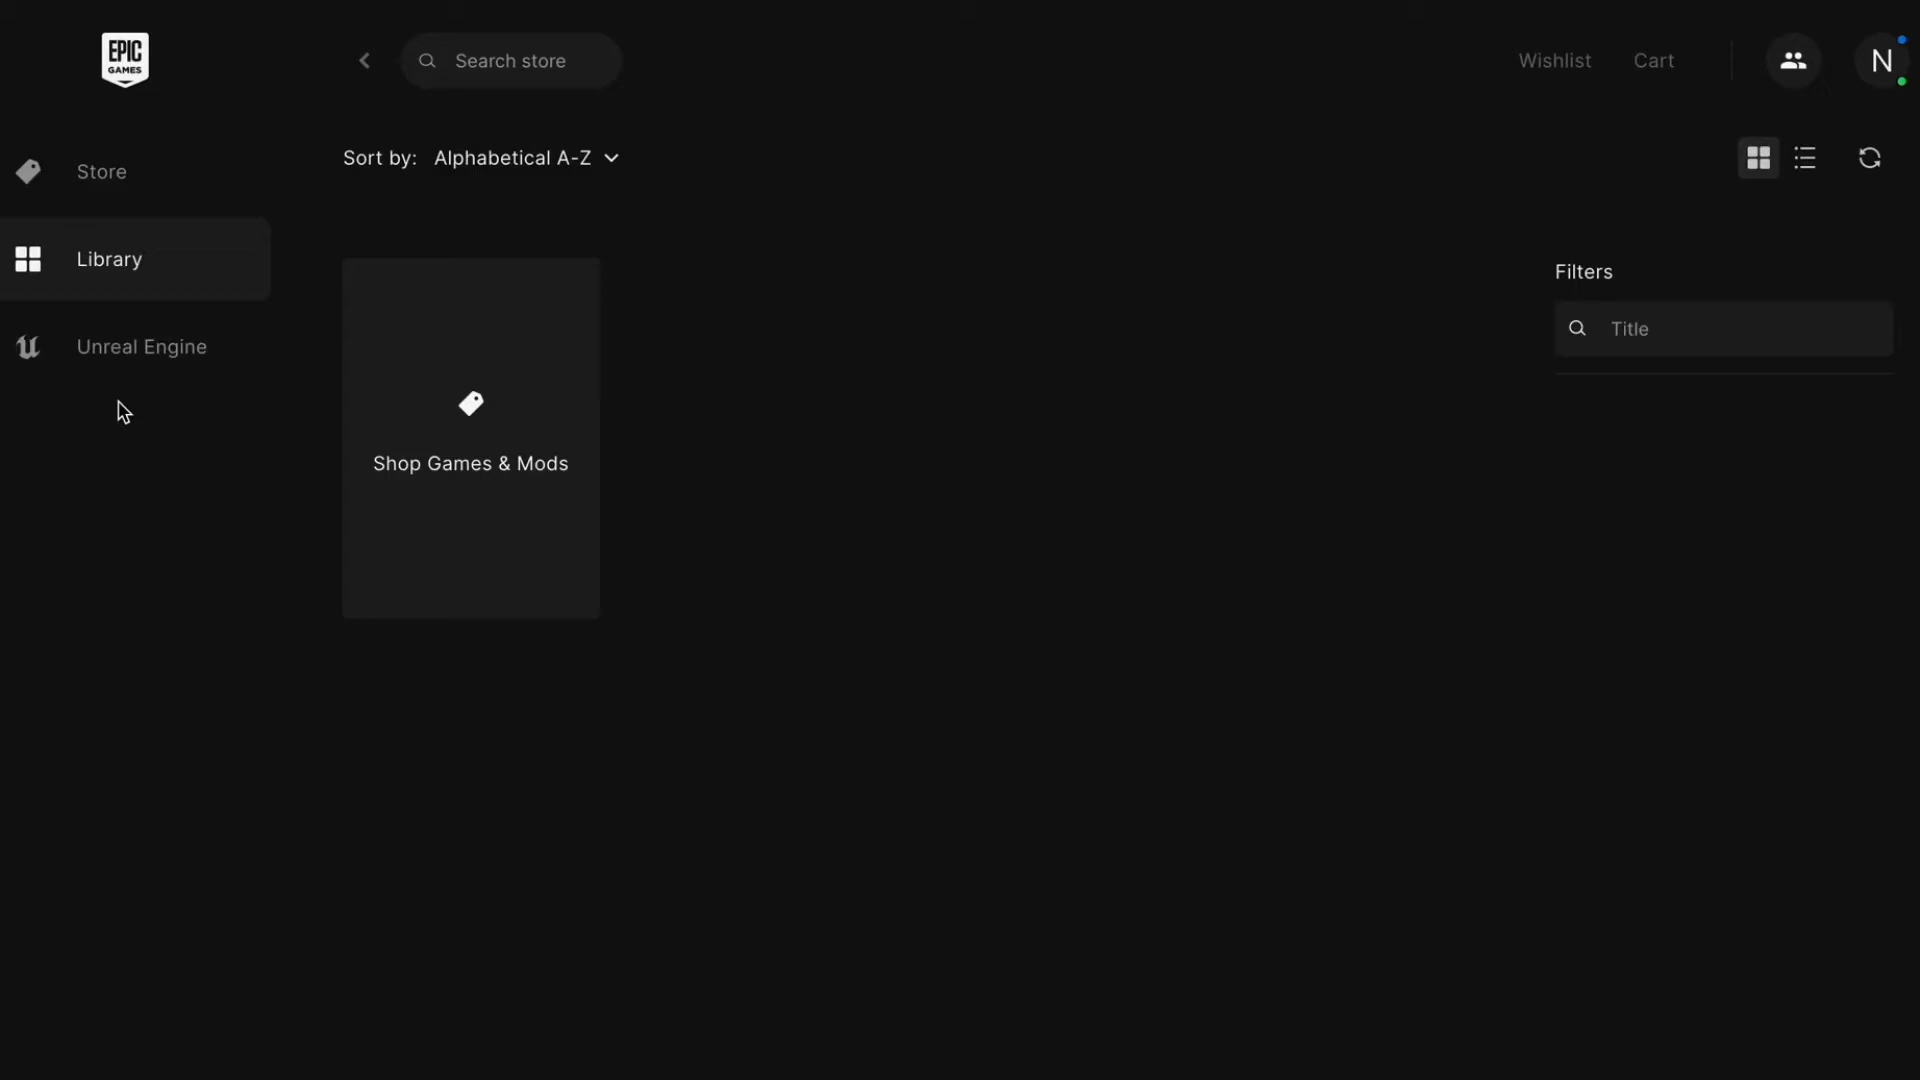 EPIC
GAMES
Search store
Wishlist
Cart
N
Store
Library
Unreal Engine
Sort by: Alphabetical A-Z
Shop Games & Mods
Filters
Title